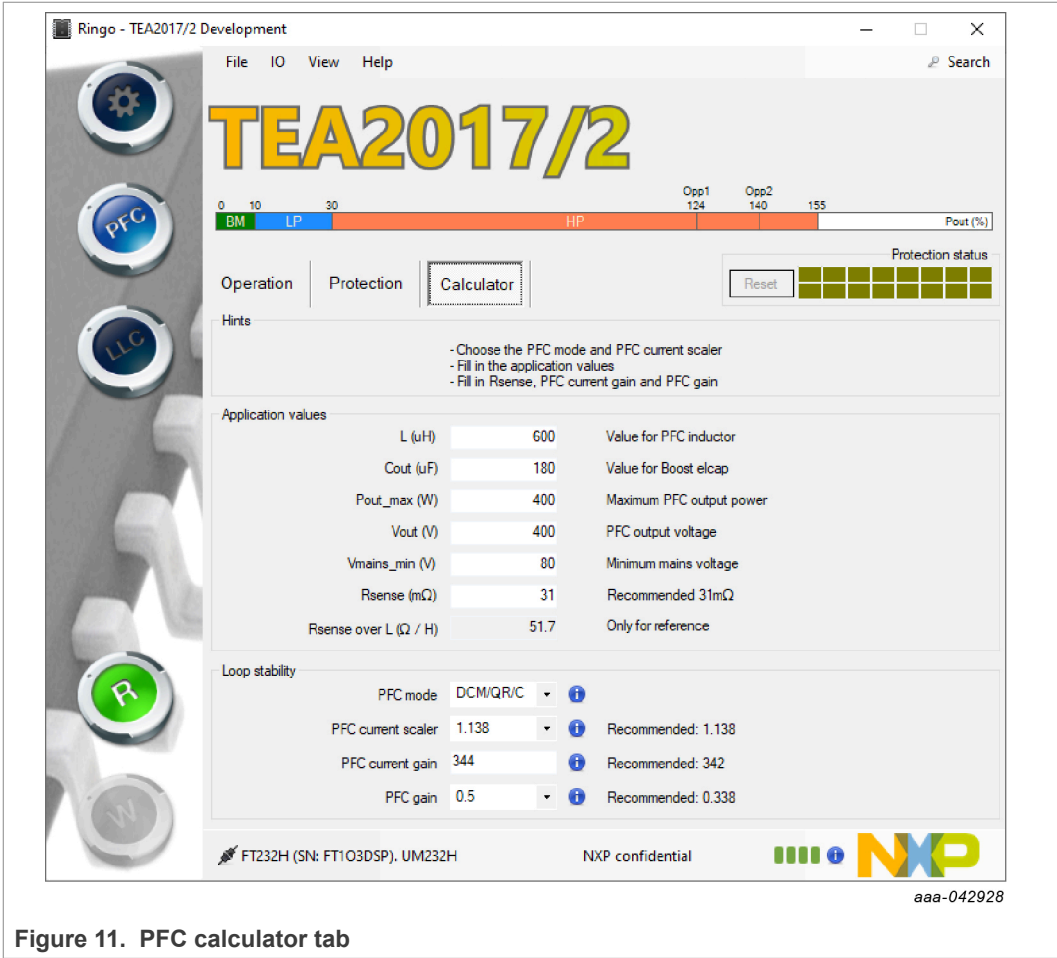 Ringo - TEA2017/2 Development
File IO View Help Search
TEA2017/2
Opp1 Opp2
0 10 30 124 140 155
BM LP HP Pout (%)
Protection status
Operation Protection Calculator Reset
Hints
- Choose the PFC mode and PFC current scaler
- Fill in the application values
- Fill in Rsense, PFC current gain and PFC gain
Application values
L (uH) 600 Value for PFC inductor
Cout (uF) 180 Value for Boost elcap
Pout_max (W) 400 Maximum PFC output power
Vout (V) 400 PFC output voltage
Vmains_min (V) 80 Minimum mains voltage
Rsense (mΩ) 31 Recommended 31mΩ
Rsense over L (Ω / H) 51.7 Only for reference
Loop stability
PFC mode DCM/QR/C
PFC current scaler 1.138 Recommended: 1.138
PFC current gain 344 Recommended: 342
PFC gain 0.5 Recommended: 0.338
PFC
LLC
R
W
FT232H (SN: FT1O3DSP). UM232H NXP confidential NXP
aaa-042928
Figure 11. PFC calculator tab